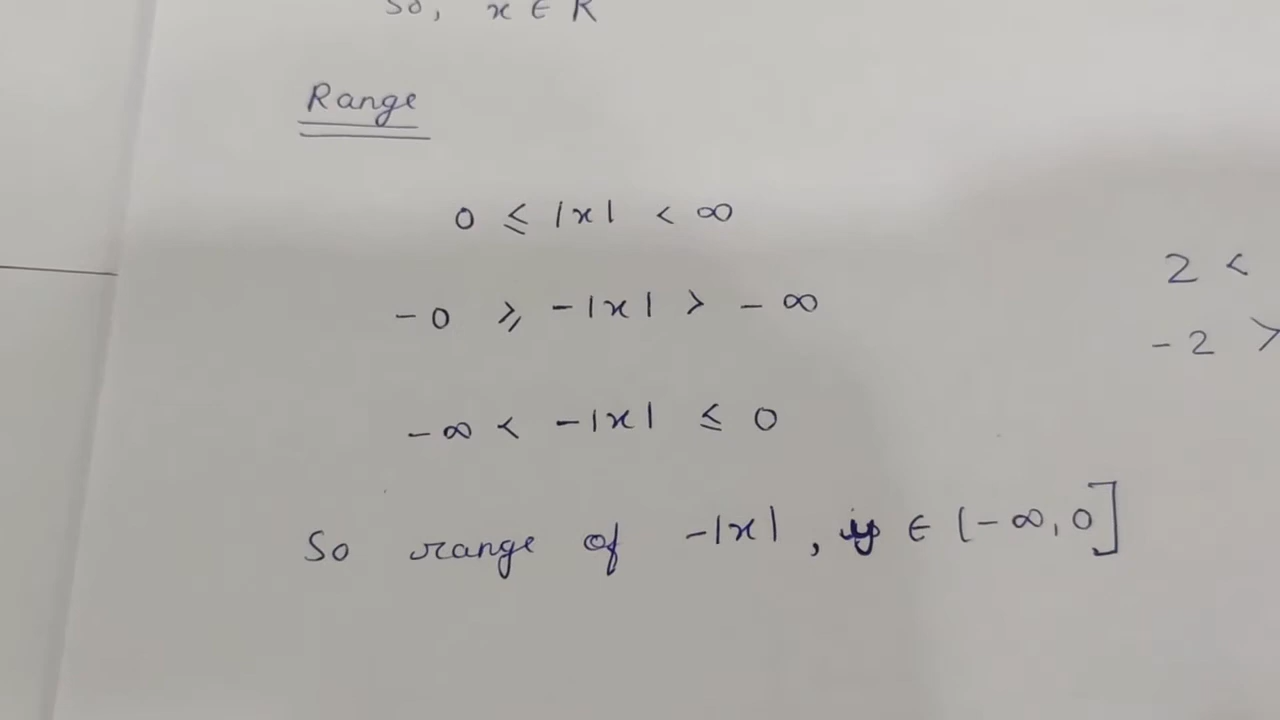 So, x ∈ R
Range
0 ≤ |x| < ∞
2 <
-0 ≥ -|x| > -∞
-2 >
-∞ < -|x| ≤ 0
So range of -|x|, y ∈ (-∞, 0]